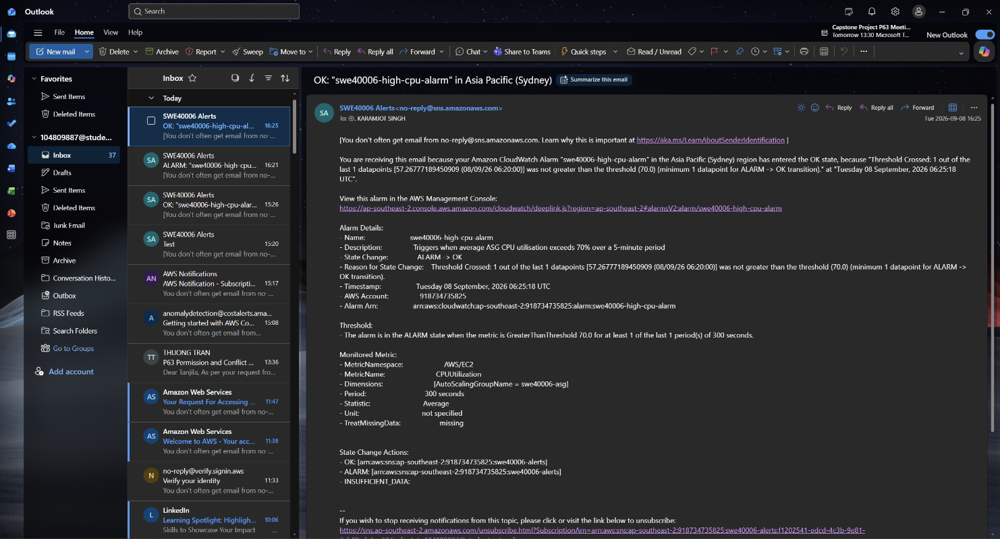 Outlook
Search
File Home View Help
Capstone Project P63 Meeti...
Tomorrow 13:30 Microsoft T...
New Outlook
New mail Delete Archive Report Sweep Move to Reply Reply all Forward Chat Share to Teams Quick steps Read / Unread
Favorites
Sent Items
Deleted Items
104809887@stude...
Inbox 37
Drafts
Sent Items
Deleted Items
Junk Email
Notes
Archive
Conversation Histo...
Outbox
RSS Feeds
Search Folders
Go to Groups
Add account
Inbox
Today
SWE40006 Alerts
OK: "swe40006-high-cpu-al... 16:25
[You don't often get email from no-...
SA
SWE40006 Alerts
ALARM: "swe40006-high-cpu... 16:21
[You don't often get email from no-...
SA
SWE40006 Alerts
OK: "swe40006-high-cpu-alar... 15:26
[You don't often get email from no-...
SA
SWE40006 Alerts
Test 15:20
[You don't often get email from no-...
AN
AWS Notifications
AWS Notification - Subscripti... 15:17
You don't often get email from no-...
A
anomalydetection@costalerts.ama...
Getting started with AWS Co... 15:08
You don't often get email from...
TT
THUONG TRAN
P63 Permission and Conflict ... 13:36
Dear Tanjila, As per your request fro...
AS
Amazon Web Services
Your Request For Accessing ... 11:47
You don't often get email from no-...
AS
Amazon Web Services
Welcome to AWS - Your acc... 11:38
You don't often get email from no-...
N
no-reply@verify.signin.aws
Verify your identity 11:33
You don't often get email from no-...
L
LinkedIn
Learning Spotlight: Highligh... 10:06
Skills to Showcase Your Impact ...
OK: "swe40006-high-cpu-alarm" in Asia Pacific (Sydney) Summarize this email
SA
SWE40006 Alerts<no-reply@sns.amazonaws.com>
To: KARAMJOT SINGH
Reply Reply all Forward
Tue 2026-09-08 16:25
[You don't often get email from no-reply@sns.amazonaws.com. Learn why this is important at https://aka.ms/LearnAboutSenderIdentification ]
You are receiving this email because your Amazon CloudWatch Alarm "swe40006-high-cpu-alarm" in the Asia Pacific (Sydney) region has entered the OK state, because "Threshold Crossed: 1 out of the
last 1 datapoints [57.26777189450909 (08/09/26 06:20:00)] was not greater than the threshold (70.0) (minimum 1 datapoint for ALARM -> OK transition)." at "Tuesday 08 September, 2026 06:25:18
UTC".
View this alarm in the AWS Management Console:
https://ap-southeast-2.console.aws.amazon.com/cloudwatch/deeplink.js?region=ap-southeast-2#alarmsV2:alarm/swe40006-high-cpu-alarm
Alarm Details:
- Name: swe40006-high-cpu-alarm
- Description: Triggers when average ASG CPU utilisation exceeds 70% over a 5-minute period
- State Change: ALARM -> OK
- Reason for State Change: Threshold Crossed: 1 out of the last 1 datapoints [57.26777189450909 (08/09/26 06:20:00)] was not greater than the threshold (70.0) (minimum 1 datapoint for ALARM ->
OK transition).
- Timestamp: Tuesday 08 September, 2026 06:25:18 UTC
- AWS Account: 918734735825
- Alarm Arn: arn:aws:cloudwatch:ap-southeast-2:918734735825:alarm:swe40006-high-cpu-alarm
Threshold:
- The alarm is in the ALARM state when the metric is GreaterThanThreshold 70.0 for at least 1 of the last 1 period(s) of 300 seconds.
Monitored Metric:
- MetricNamespace: AWS/EC2
- MetricName: CPUUtilization
- Dimensions: [AutoScalingGroupName = swe40006-asg]
- Period: 300 seconds
- Statistic: Average
- Unit: not specified
- TreatMissingData: missing
State Change Actions:
- OK: [arn:aws:sns:ap-southeast-2:918734735825:swe40006-alerts]
- ALARM: [arn:aws:sns:ap-southeast-2:918734735825:swe40006-alerts]
- INSUFFICIENT_DATA:
--
If you wish to stop receiving notifications from this topic, please click or visit the link below to unsubscribe:
https://sns.ap-southeast-2.amazonaws.com/unsubscribe.html?SubscriptionArn=arn:aws:sns:ap-southeast-2:918734735825:swe40006-alerts:f1202541-edcd-4c3b-9e81-